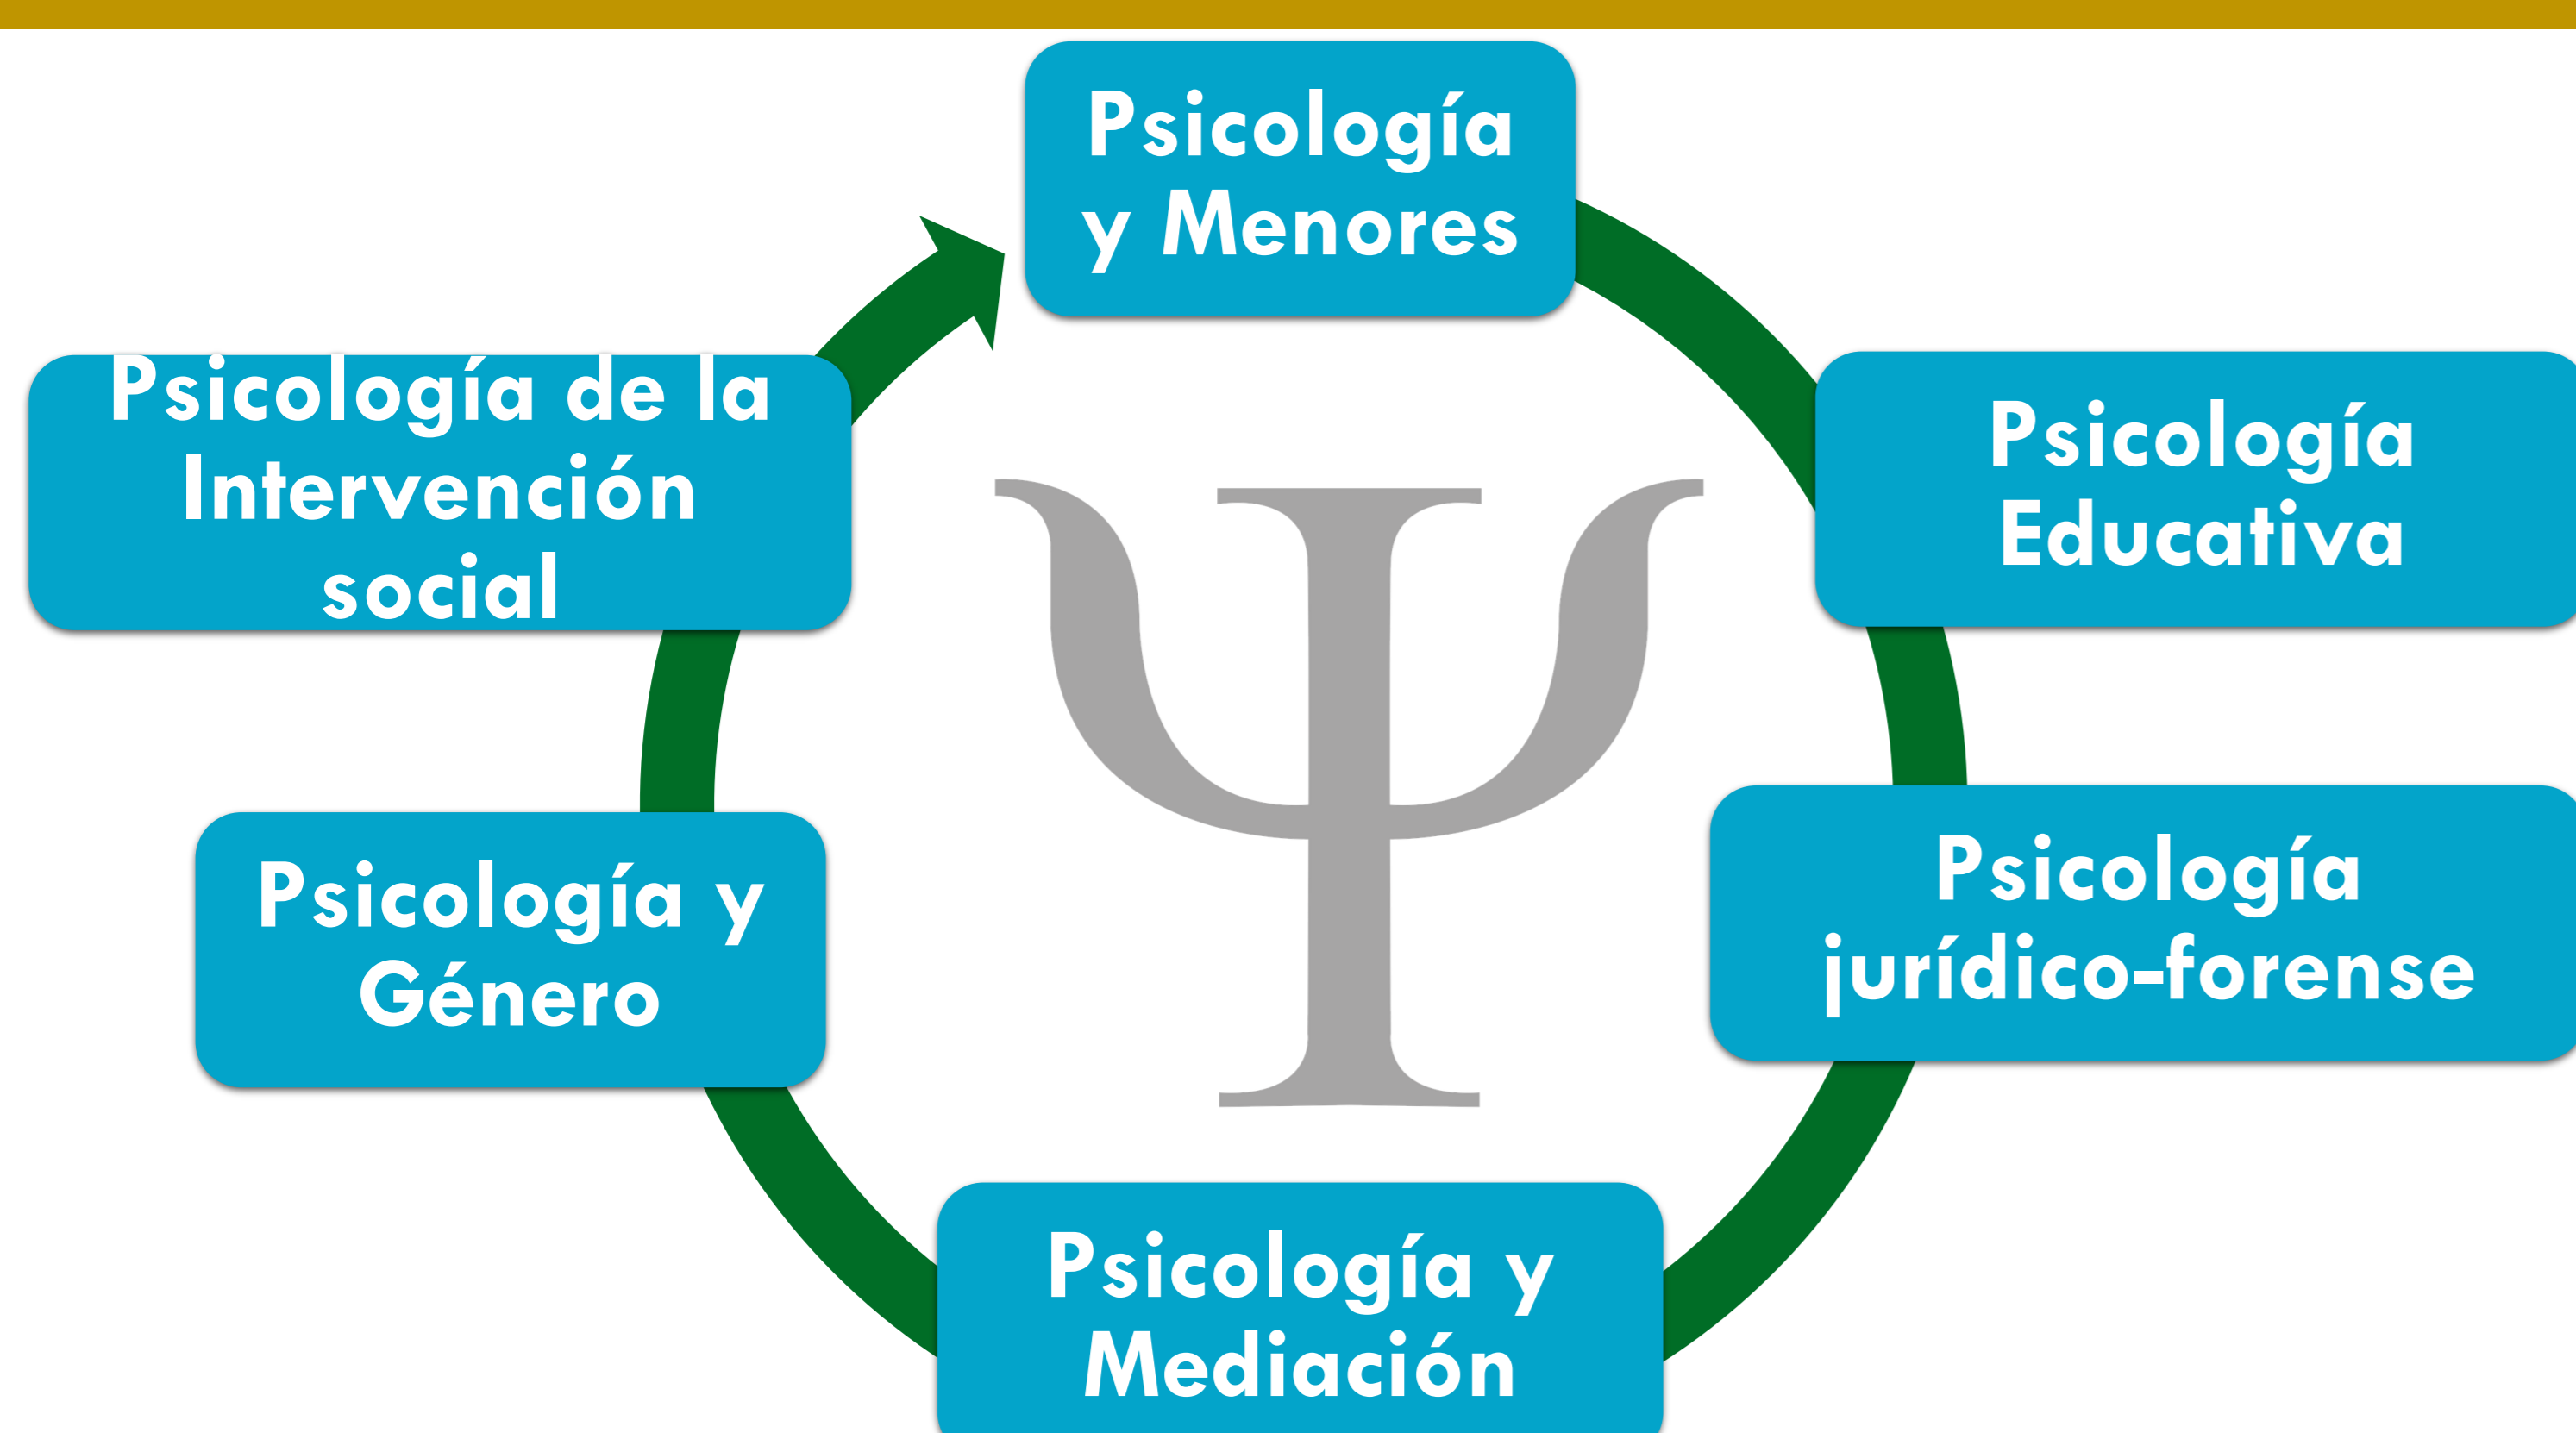 Psicología
y Menores
Psicología
Educativa
Psicología
jurídico-forense
Psicología y
Mediación
Psicología y
Género
Psicología de la
Intervención
social
Ψ